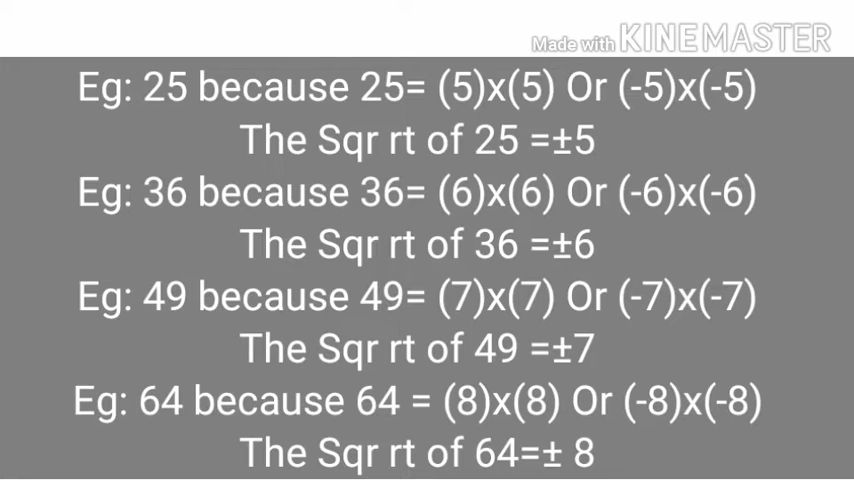 Made with KINEMASTER
Eg: 25 because 25= (5)x(5) Or (-5)x(-5)
The Sqr rt of 25 =±5
Eg: 36 because 36= (6)x(6) Or (-6)x(-6)
The Sqr rt of 36 =±6
Eg: 49 because 49= (7)x(7) Or (-7)x(-7)
The Sqr rt of 49 =±7
Eg: 64 because 64 = (8)x(8) Or (-8)x(-8)
The Sqr rt of 64=± 8